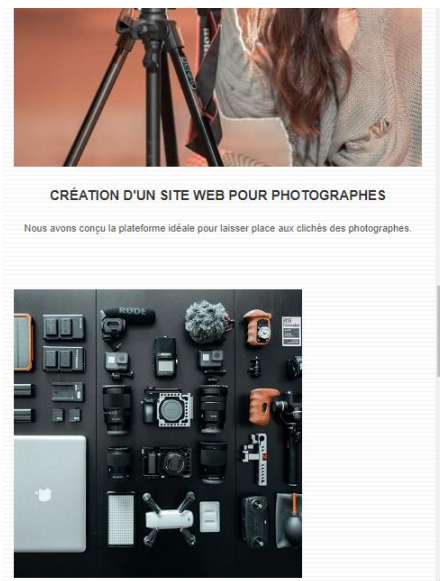 CRÉATION D'UN SITE WEB POUR PHOTOGRAPHES
Nous avons conçu la plateforme idéale pour laisser place aux clichés des photographes.
RØDE